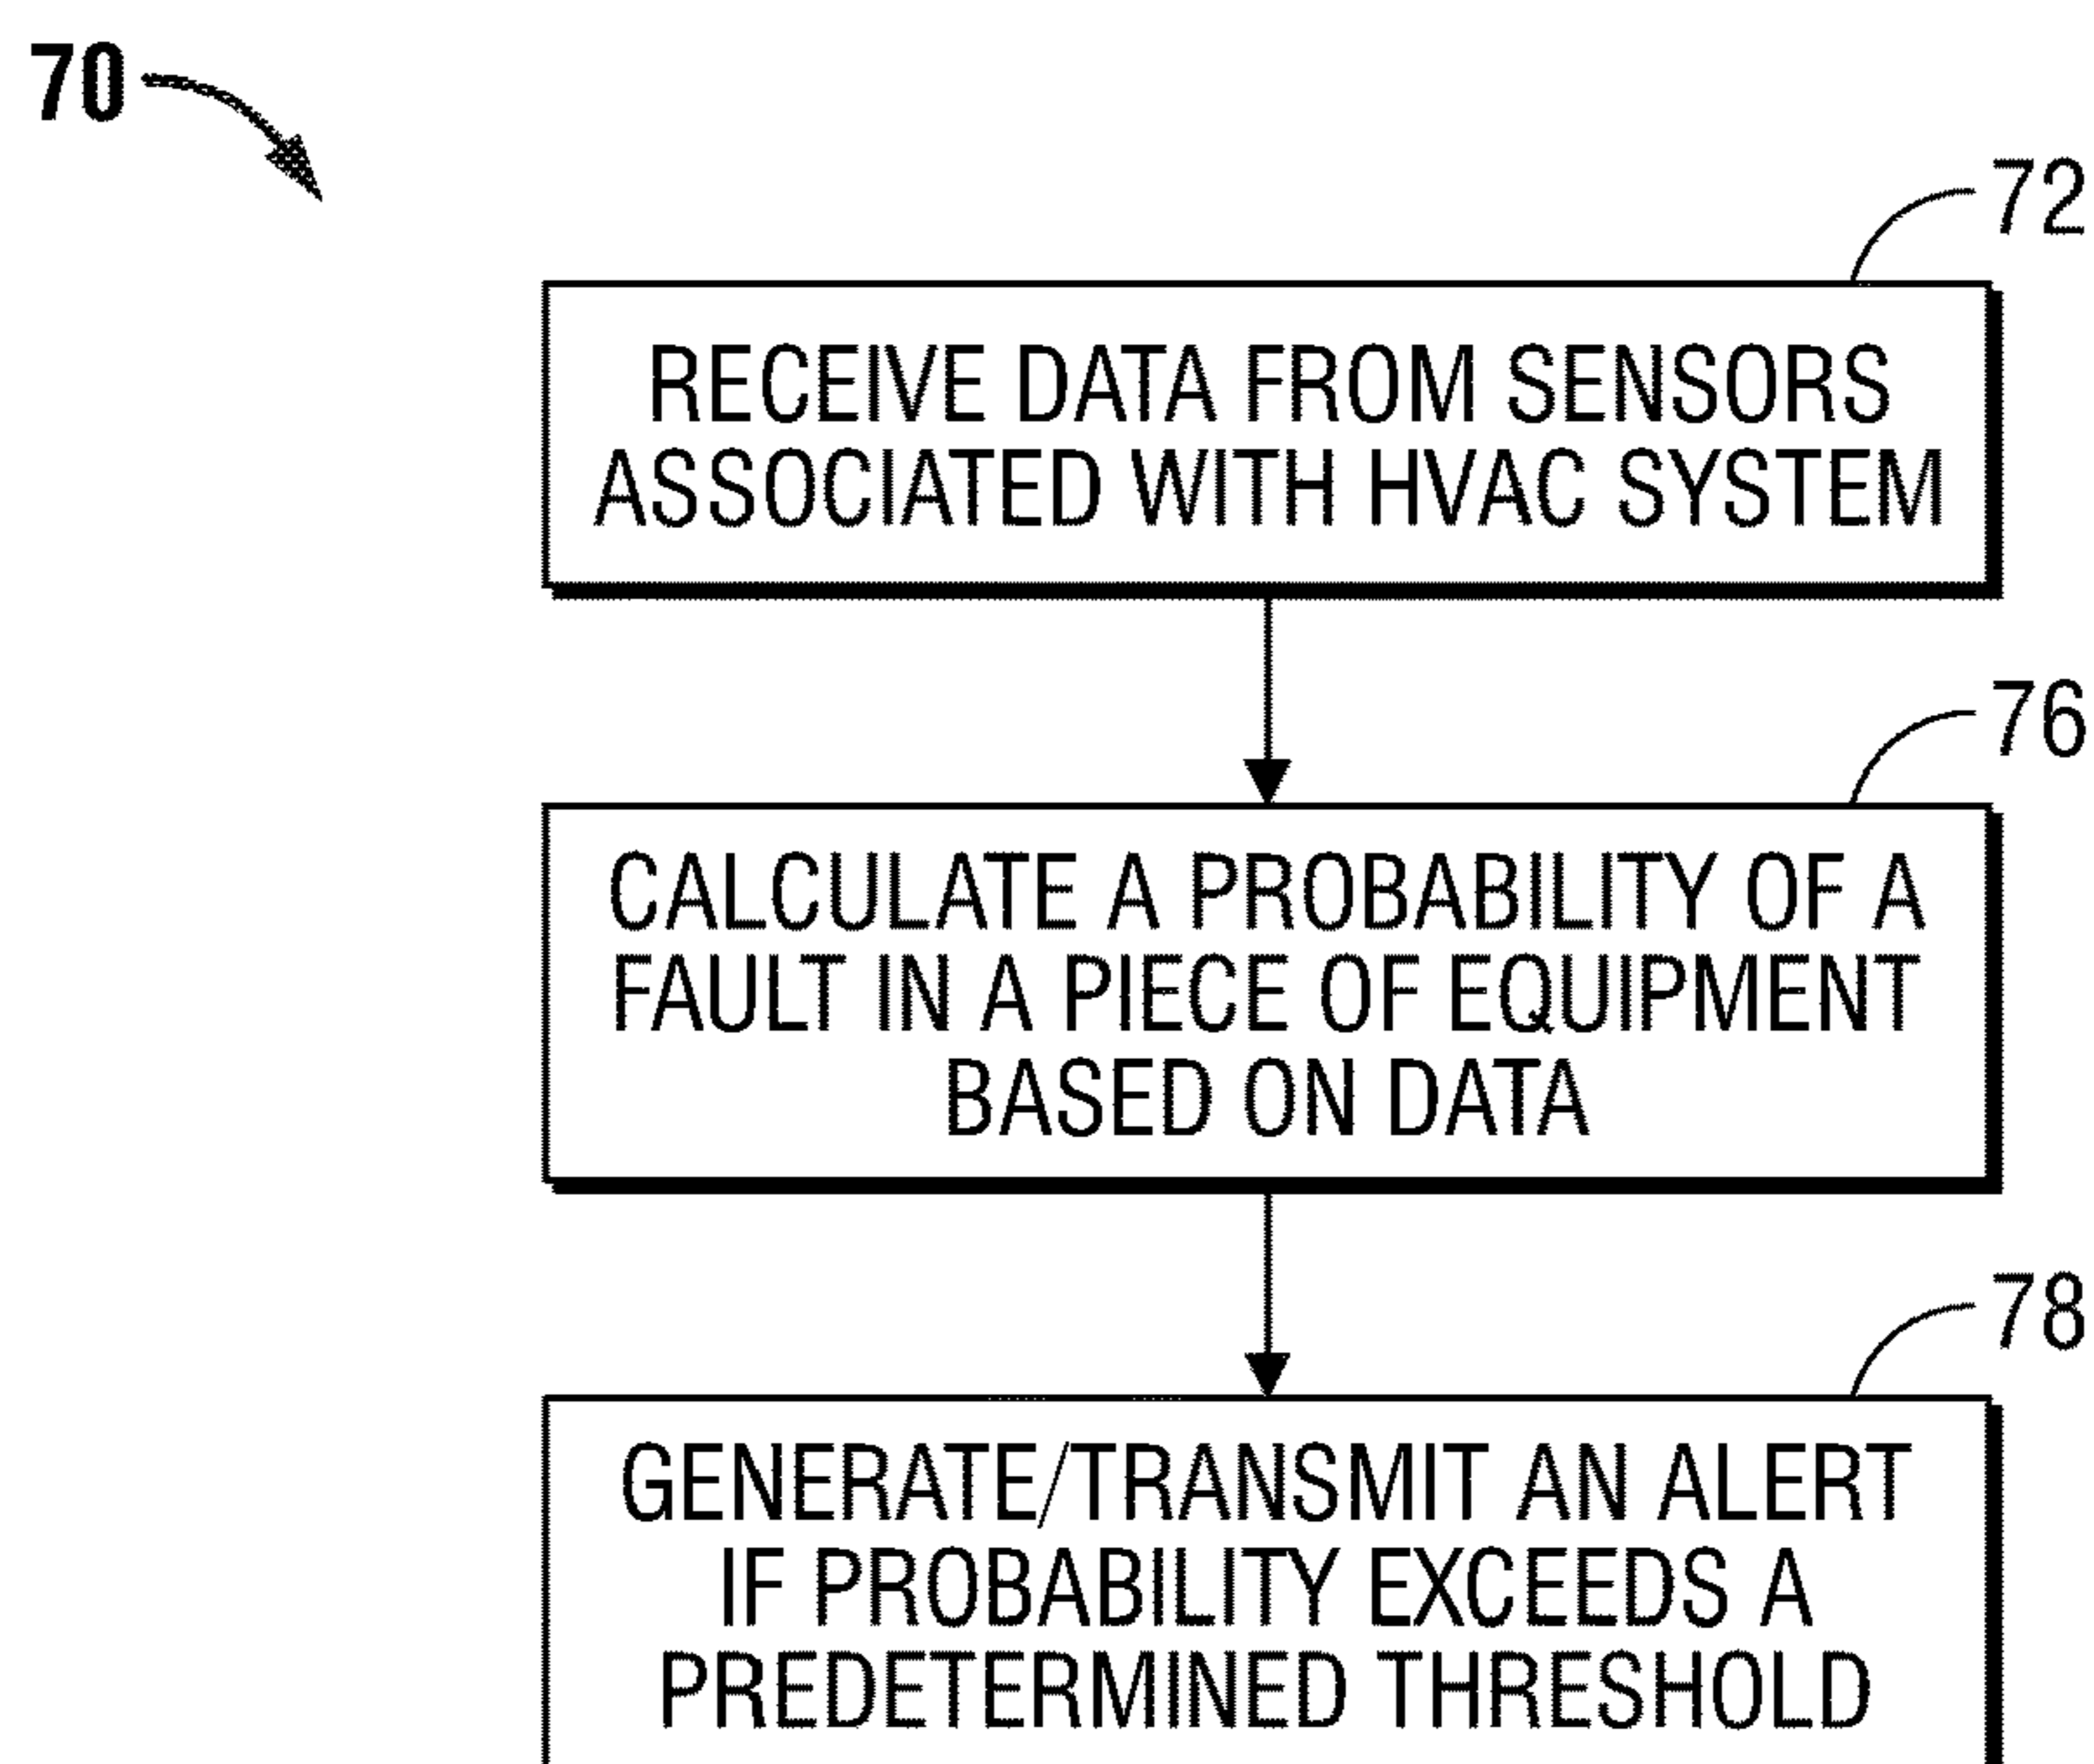 70
72
RECEIVE DATA FROM SENSORS
ASSOCIATED WITH HVAC SYSTEM
76
CALCULATE A PROBABILITY OF A
FAULT IN A PIECE OF EQUIPMENT
BASED ON DATA
78
GENERATE/TRANSMIT AN ALERT
IF PROBABILITY EXCEEDS A
PREDETERMINED THRESHOLD